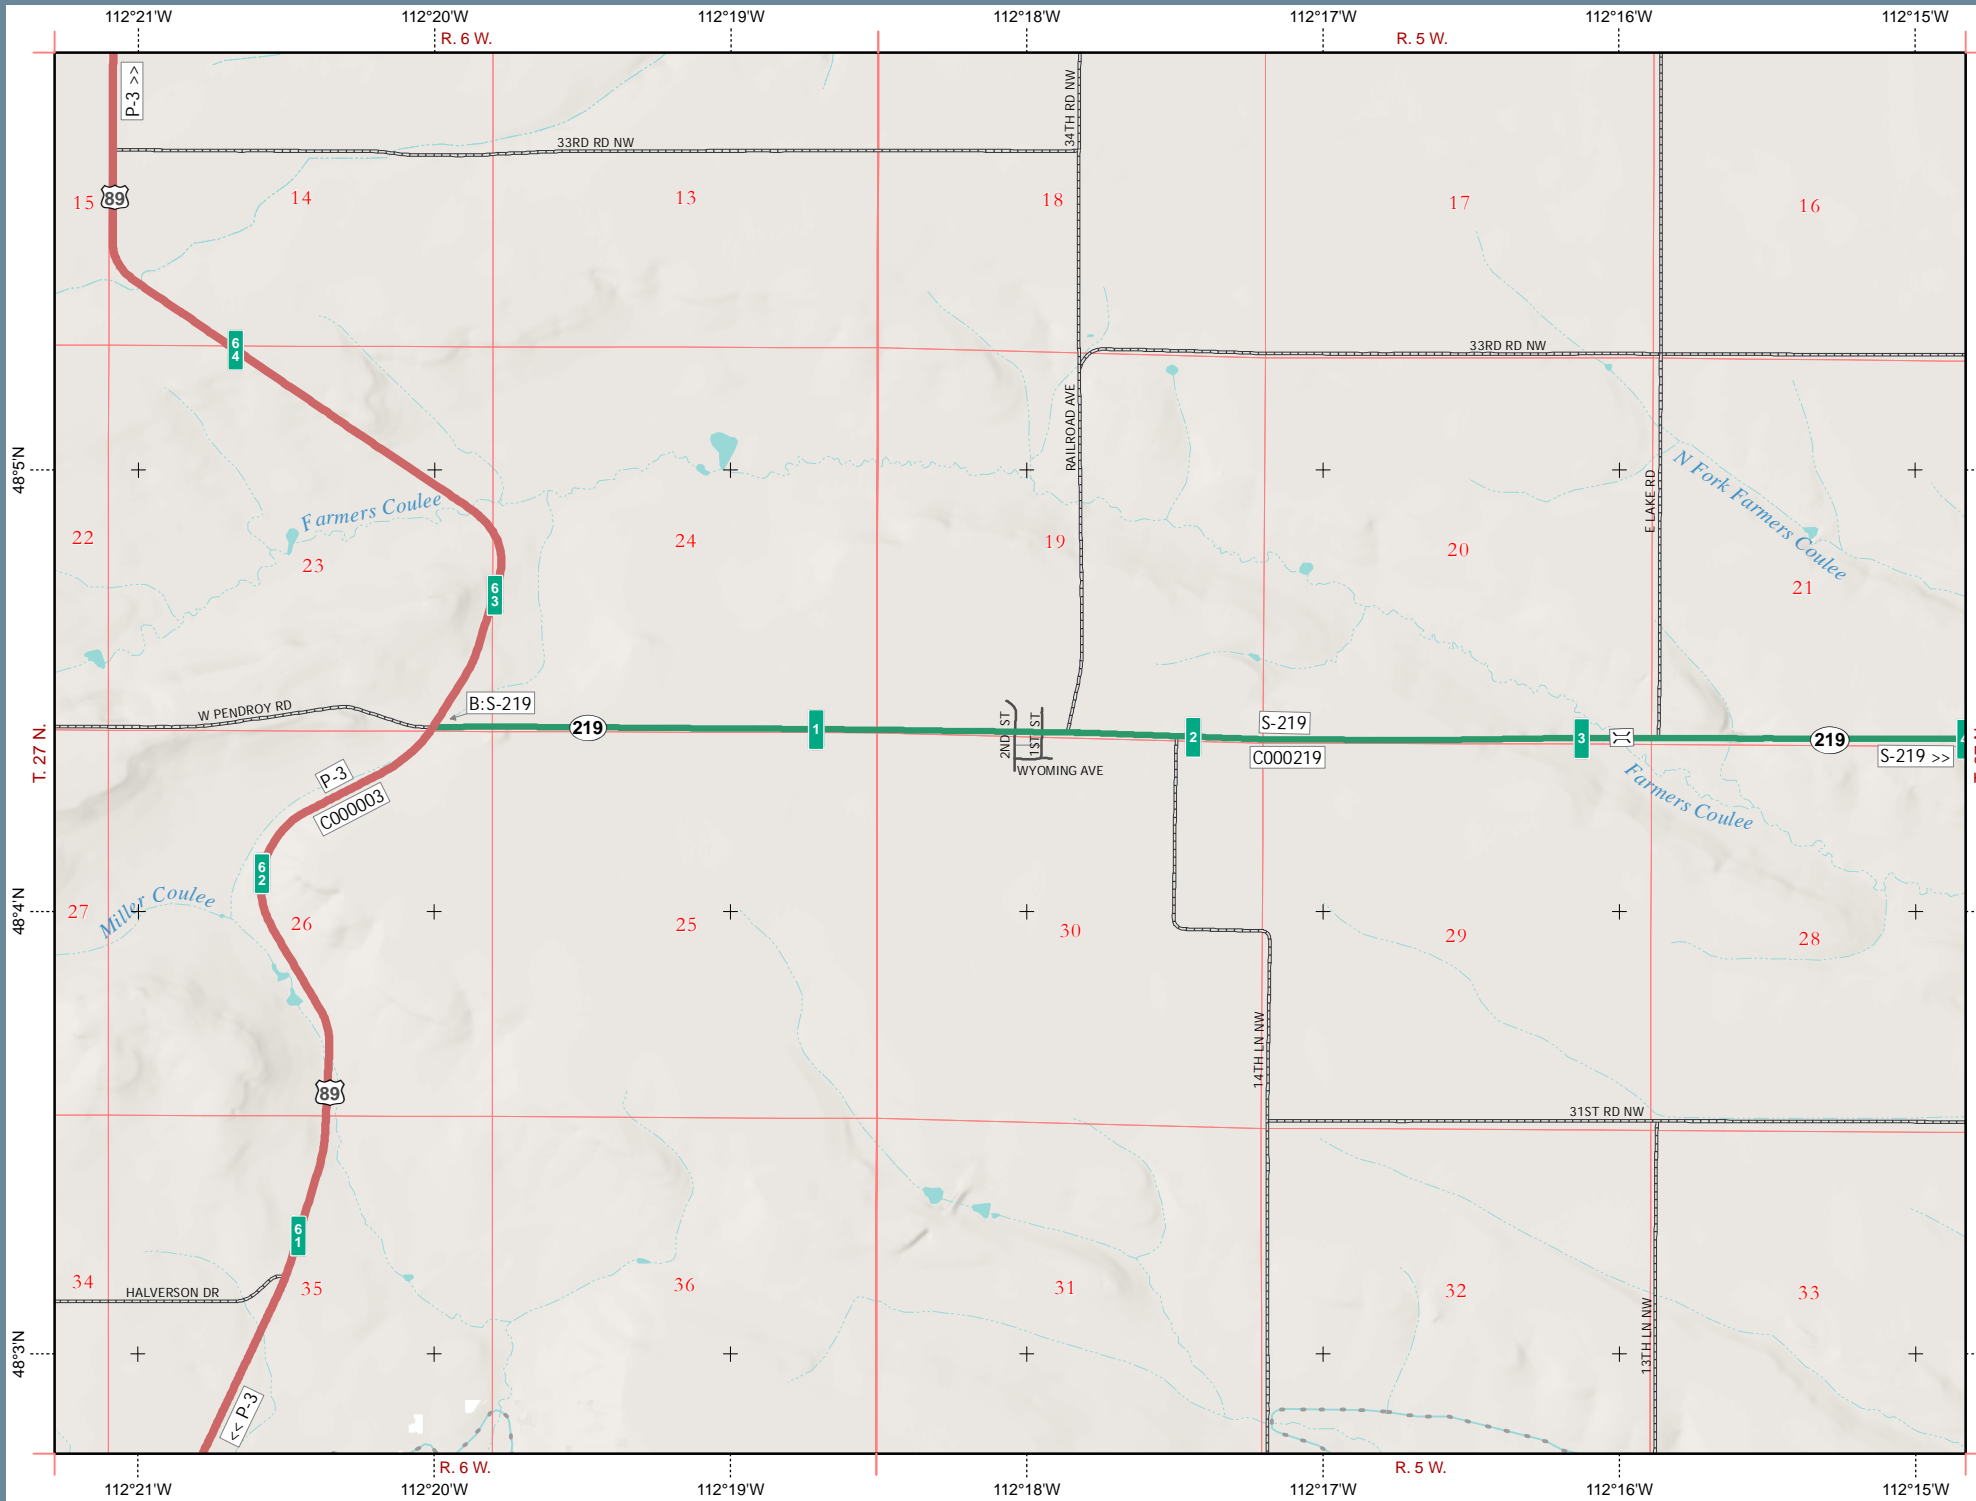 112°21'W 112°20'W 112°19'W 112°18'W 112°17'W 112°16'W 112°15'W
R. 6 W. R. 5 W.
P-3 >>
34TH RD NW
33RD RD NW
89
15 14 13 18 17 16
6
4
33RD RD NW
RAILROAD AVE
48°5'N
E LAKE RD
N Fork Farmers Coulee
Farmers Coulee
22 23 24 19 20 21
6
3
W PENDROY RD
B:S-219
T. 27 N.
219
1
2ND ST
1ST ST
2
S-219
3
219
S-219 >>
C000219
WYOMING AVE
P-3
C000003
Farmers Coulee
6
2
48°4'N
Miller Coulee
27 26 25 30 29 28
14TH LN NW
89
31ST RD NW
6
1
34 35 36 31 32 33
HALVERSON DR
13TH LN NW
48°3'N
<< P-3
R. 6 W. R. 5 W.
112°21'W 112°20'W 112°19'W 112°18'W 112°17'W 112°16'W 112°15'W